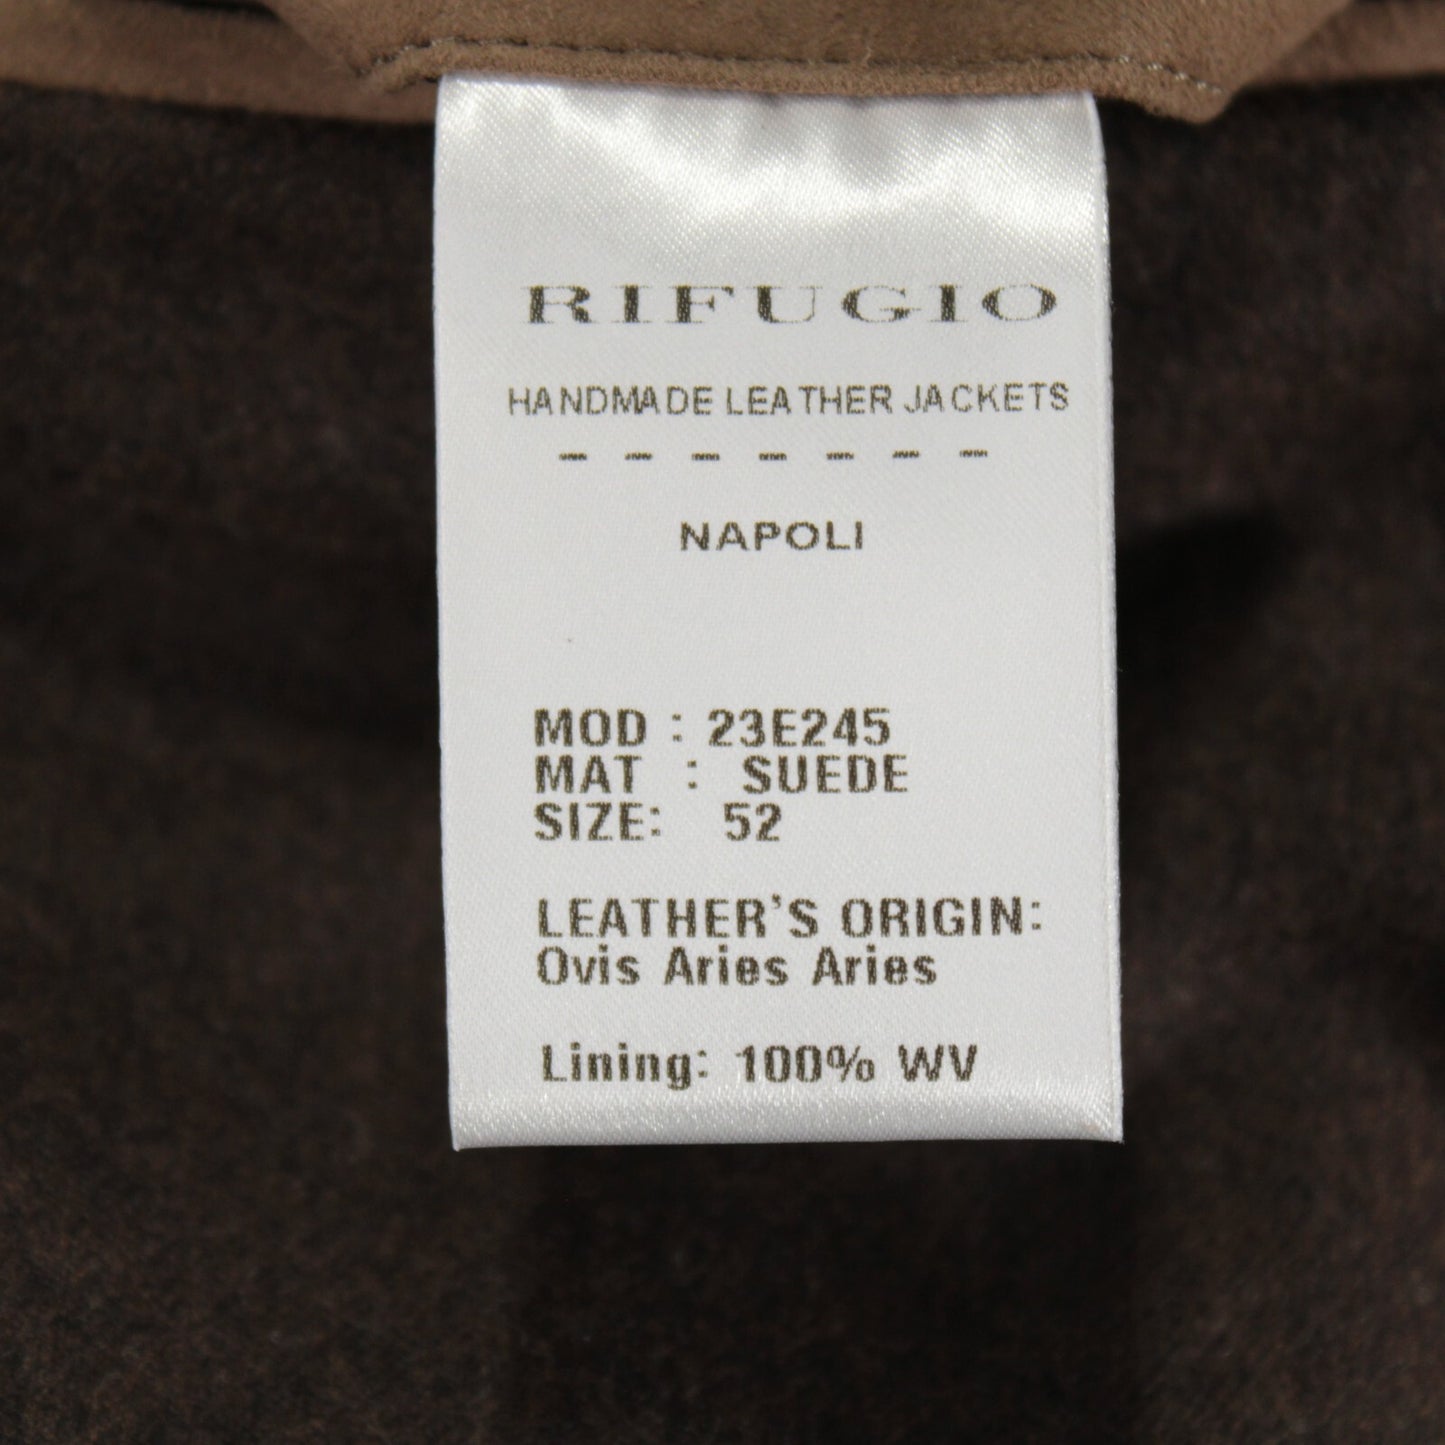 RIFUGIO
HANDMADE LEATHER JACKETS
- - - - - - -
NAPOLI
MOD : 23E245
MAT : SUEDE
SIZE: 52
LEATHER'S ORIGIN:
Ovis Aries Aries
Lining: 100% WV